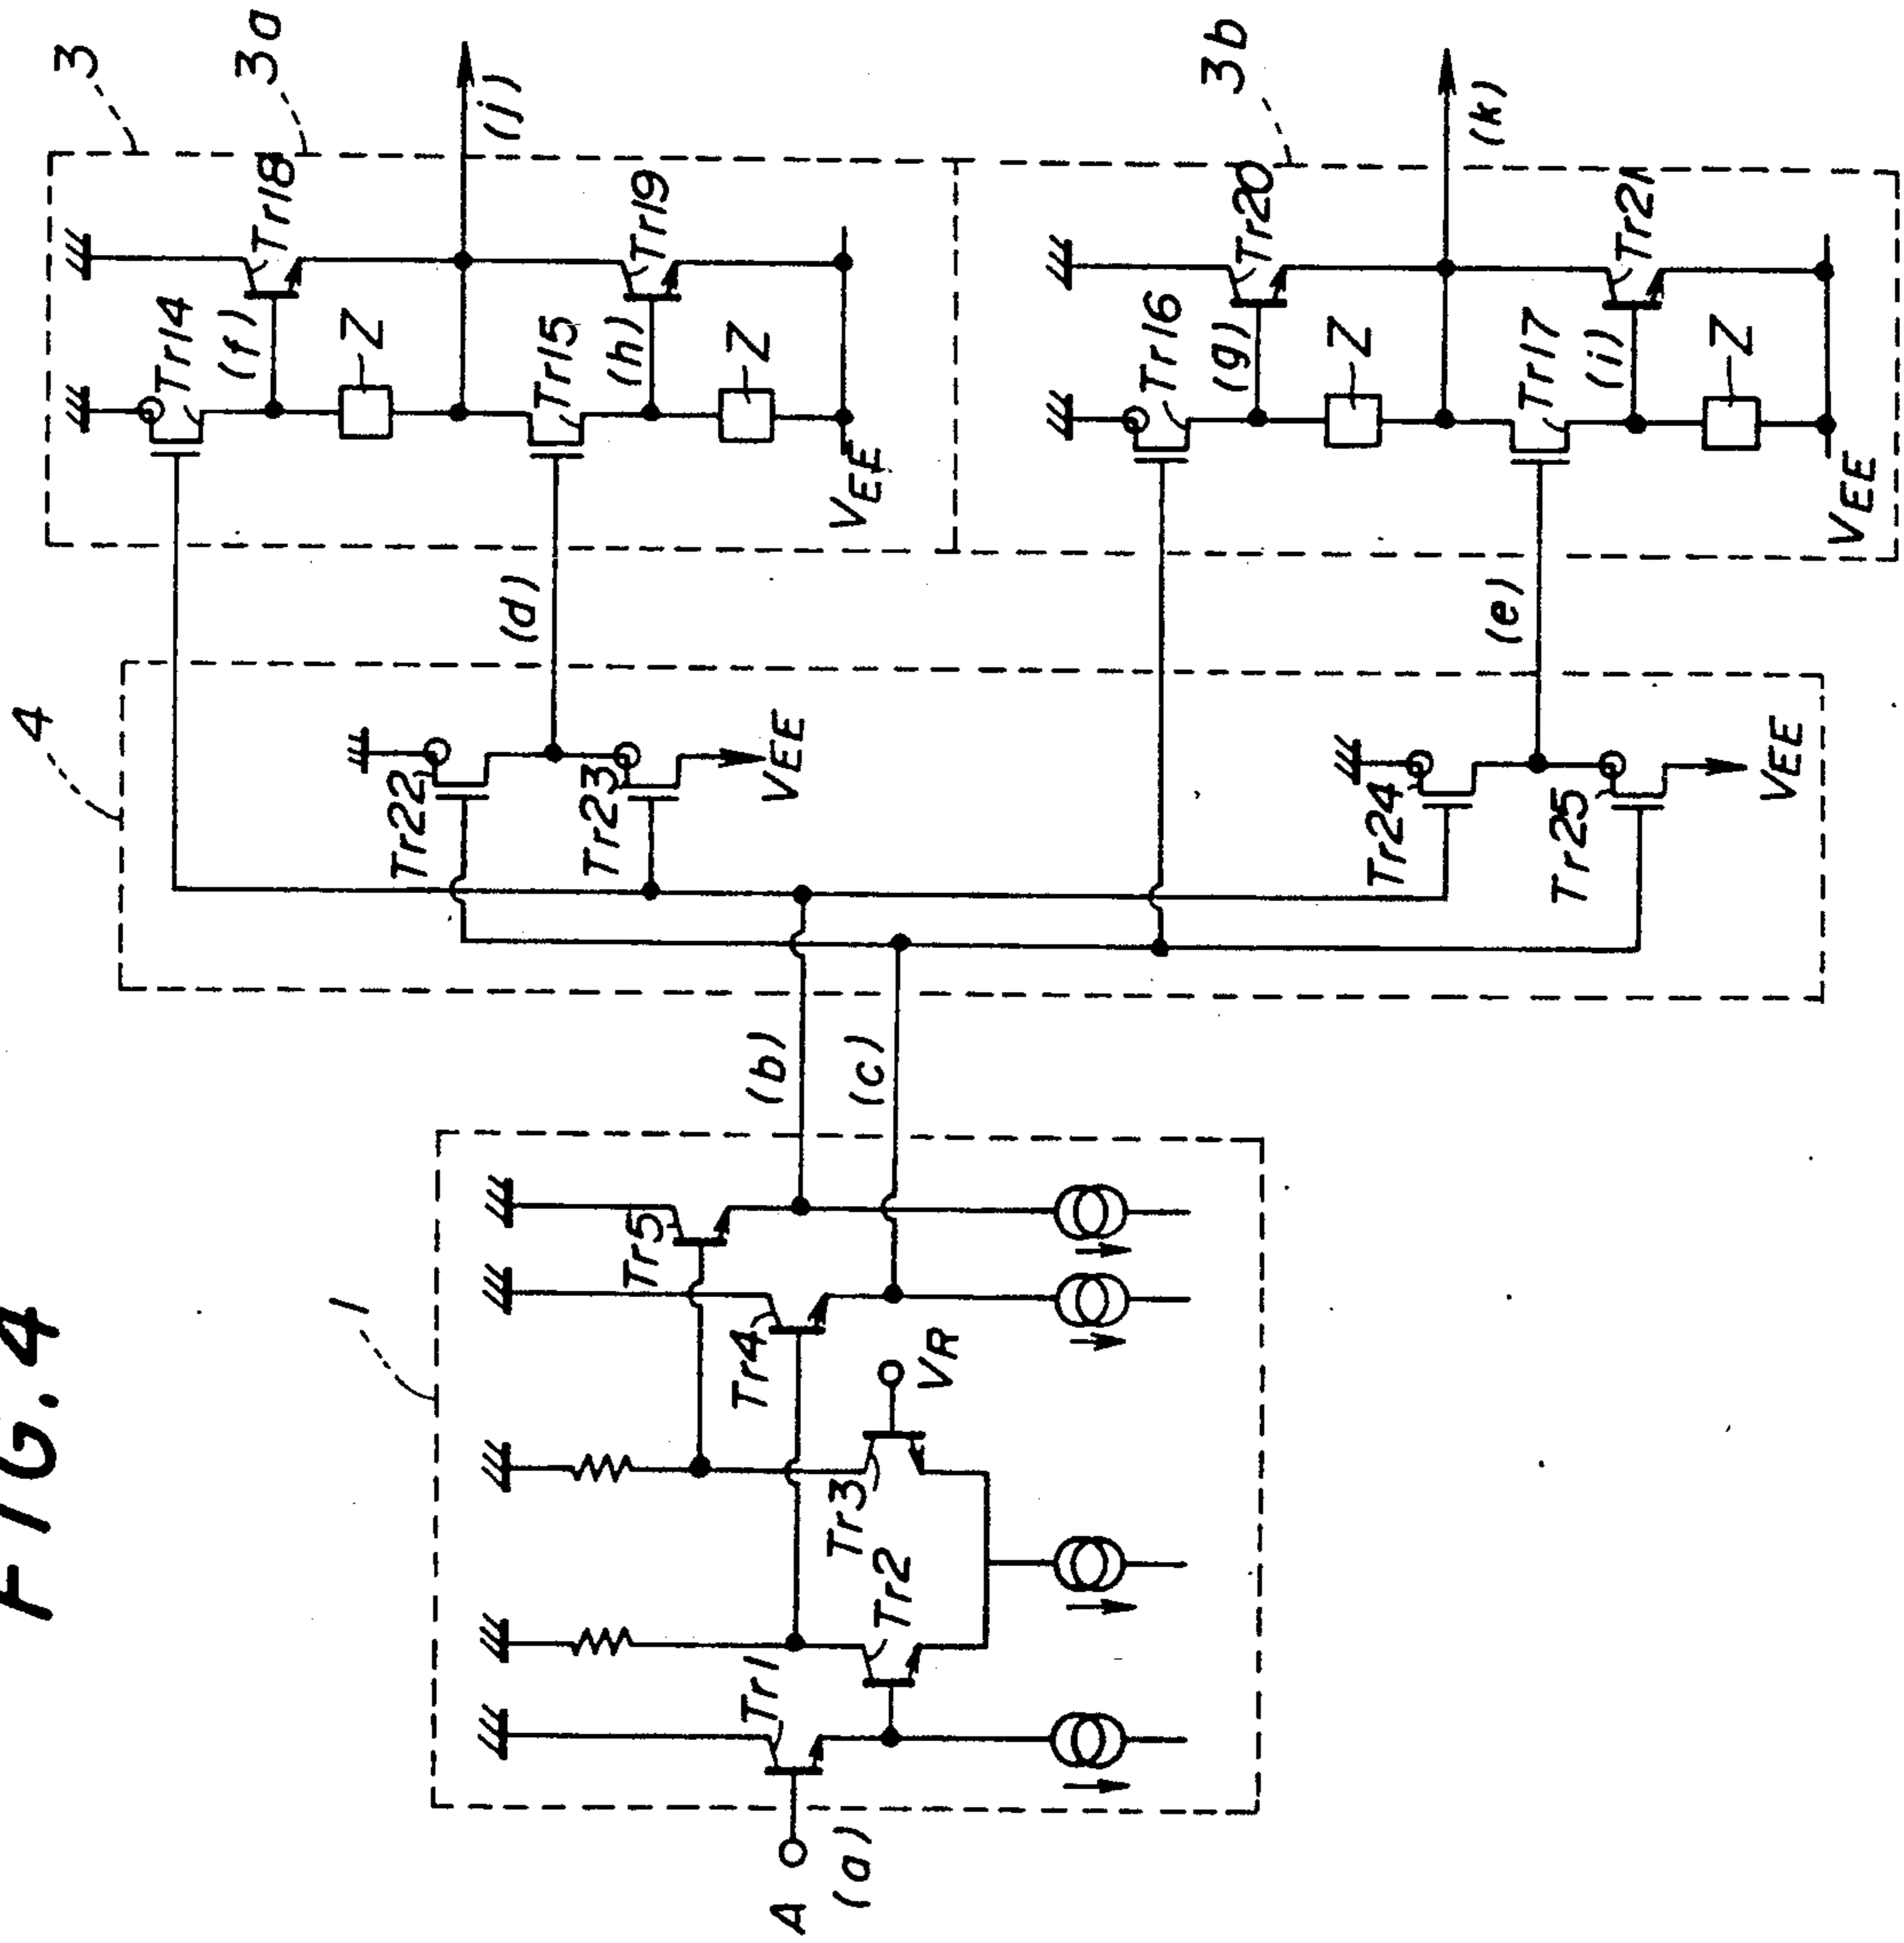 FIG.4
1
A
(a)
Tr1
Tr2
Tr3
VR
Tr4
Tr5
(b)
(c)
4
Tr22
Tr23
VEE
Tr24
Tr25
VEE
(d)
(e)
3
3a
Tr14
(f)
Tr18
Z
(j)
Tr15
(h)
Tr19
Z
VEE
3b
Tr16
(g)
Tr20
Z
(k)
Tr17
(i)
Tr21
Z
VEE